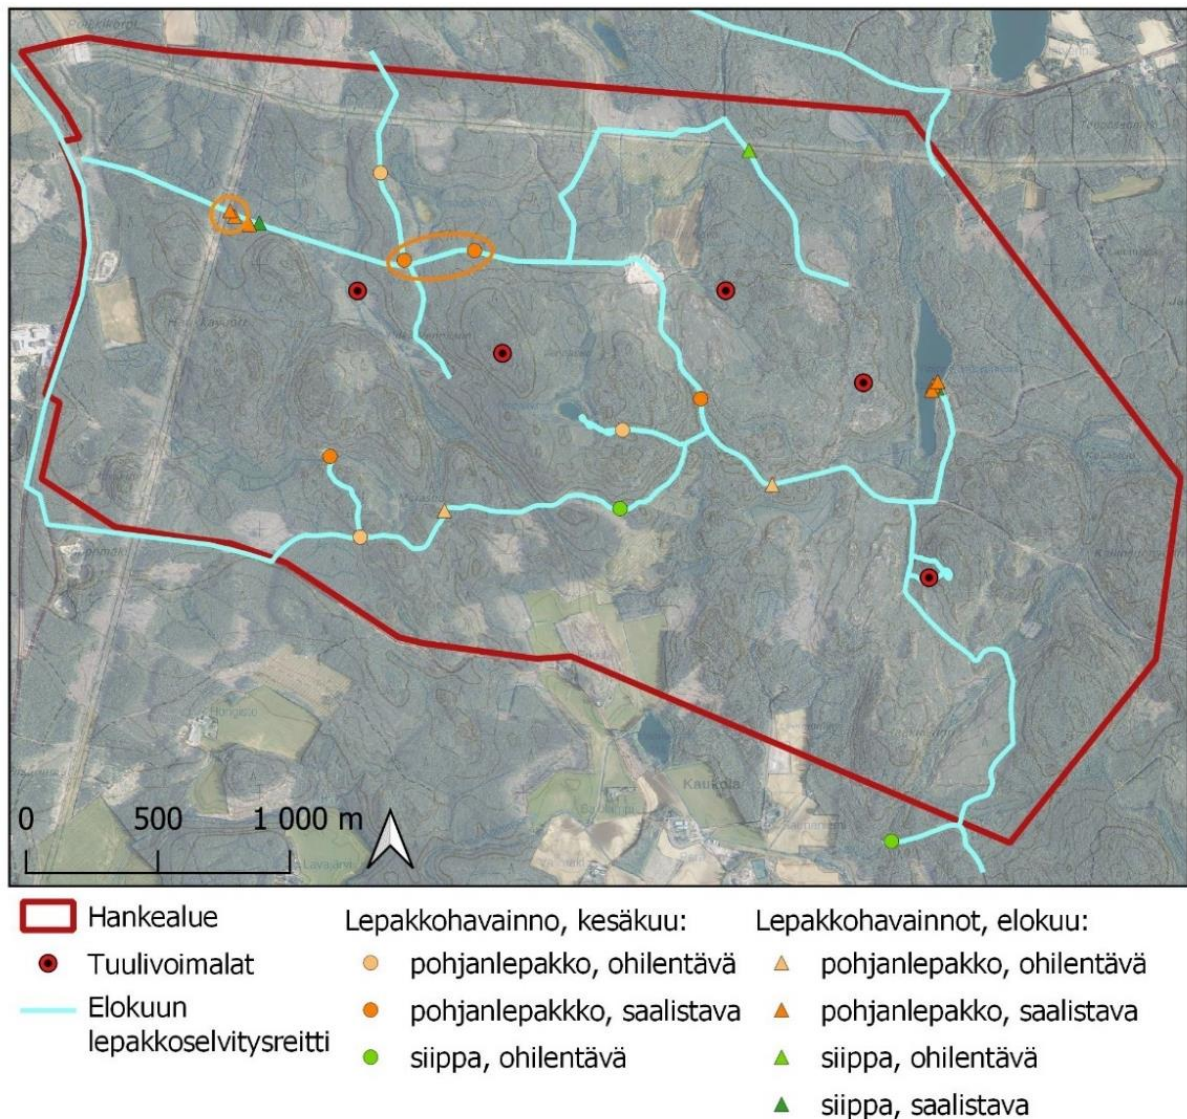 Kaukola
0 500 1 000 m
Hankealue
Tuulivoimalat
Elokuun
lepakkoselvitysreitti
Lepakkohavainno, kesäkuu:
pohjanlepakko, ohilentävä
pohjanlepakkko, saalistava
siippa, ohilentävä
Lepakkohavainnot, elokuu:
pohjanlepakko, ohilentävä
pohjanlepakko, saalistava
siippa, ohilentävä
siippa, saalistava